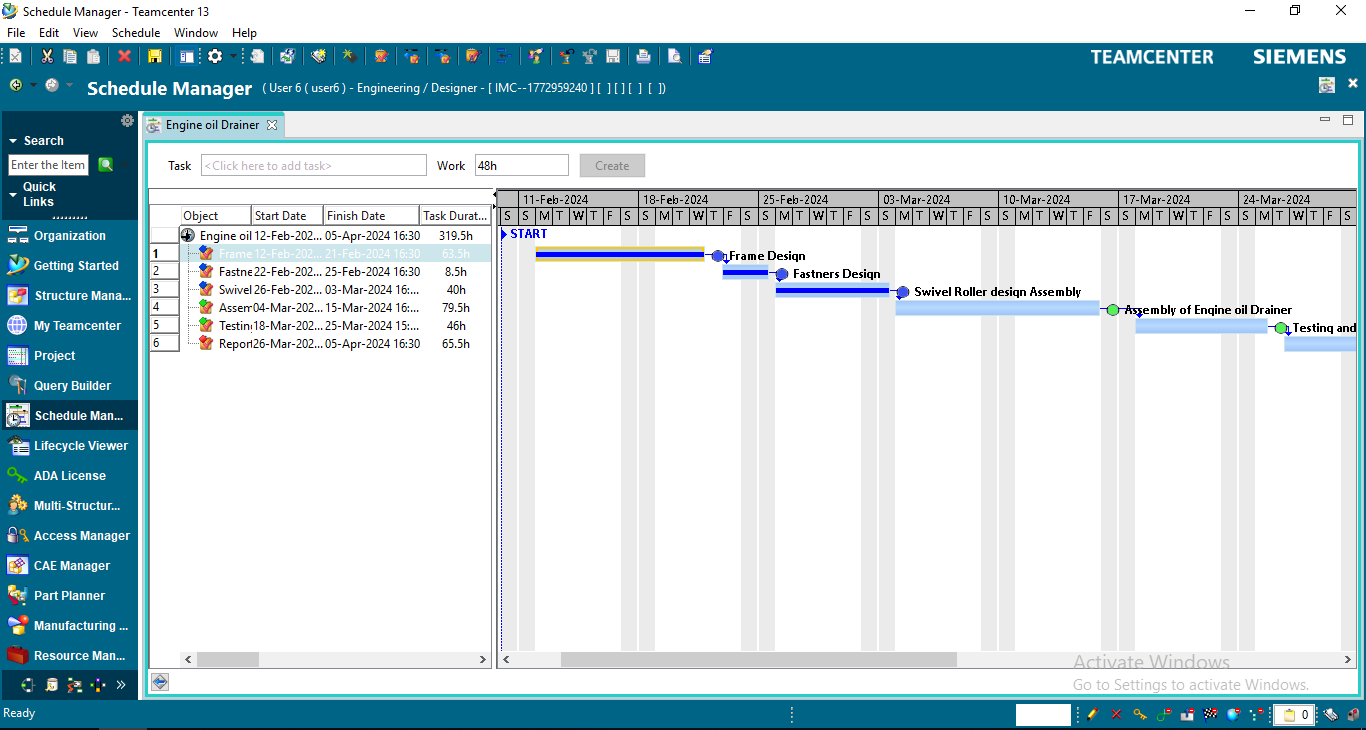 Schedule Manager - Teamcenter 13
File Edit View Schedule Window Help
TEAMCENTER SIEMENS
Schedule Manager ( User 6 ( user6 ) - Engineering / Designer - [ IMC--1772959240 ] [ ] [ ] [ ] [ ])
Search
Enter the Item
Quick
Links
Organization
Getting Started
Structure Mana...
My Teamcenter
Project
Query Builder
Schedule Man...
Lifecycle Viewer
ADA License
Multi-Structur...
Access Manager
CAE Manager
Part Planner
Manufacturing ...
Resource Man...
»
Engine oil Drainer
Task <Click here to add task> Work 48h Create
Object Start Date Finish Date Task Durat...
Engine oil 12-Feb-202... 05-Apr-2024 16:30 319.5h
1 Frame 12-Feb-202... 21-Feb-2024 16:30 63.5h
2 Fastne 22-Feb-202... 25-Feb-2024 16:30 8.5h
3 Swivel 26-Feb-202... 03-Mar-2024 16:... 40h
4 Assem 04-Mar-202... 15-Mar-2024 16:... 79.5h
5 Testin 18-Mar-202... 25-Mar-2024 15:... 46h
6 Report 26-Mar-202... 05-Apr-2024 16:30 65.5h
11-Feb-2024 18-Feb-2024 25-Feb-2024 03-Mar-2024 10-Mar-2024 17-Mar-2024 24-Mar-2024
S S M T W T F S S M T W T F S S M T W T F S S M T W T F S S M T W T F S S M T W T F S S M T W T F S
START
Frame Design
Fastners Design
Swivel Roller design Assembly
Assembly of Engine oil Drainer
Testing and
Activate Windows
Go to Settings to activate Windows.
Ready
0